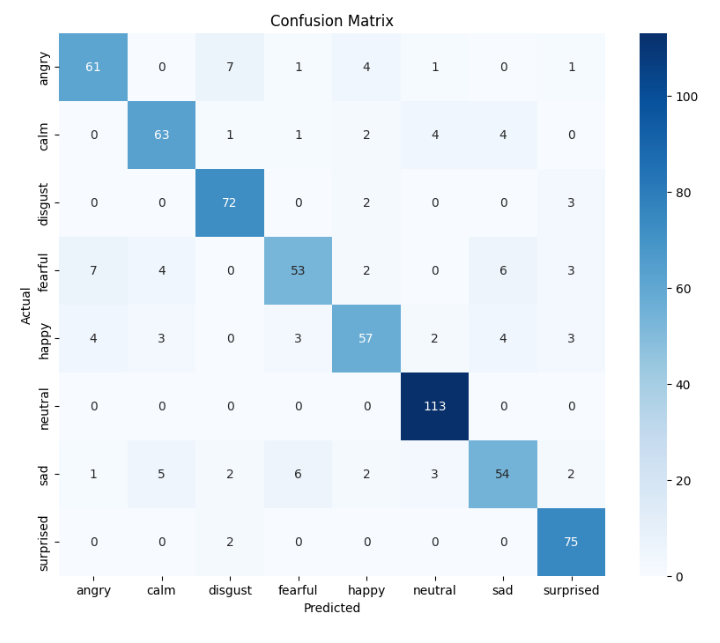 Confusion Matrix
Actual
angry 61 0 7 1 4 1 0 1
calm 0 63 1 1 2 4 4 0
disgust 0 0 72 0 2 0 0 3
fearful 7 4 0 53 2 0 6 3
happy 4 3 0 3 57 2 4 3
neutral 0 0 0 0 0 113 0 0
sad 1 5 2 6 2 3 54 2
surprised 0 0 2 0 0 0 0 75
angry calm disgust fearful happy neutral sad surprised
Predicted
100
80
60
40
20
0